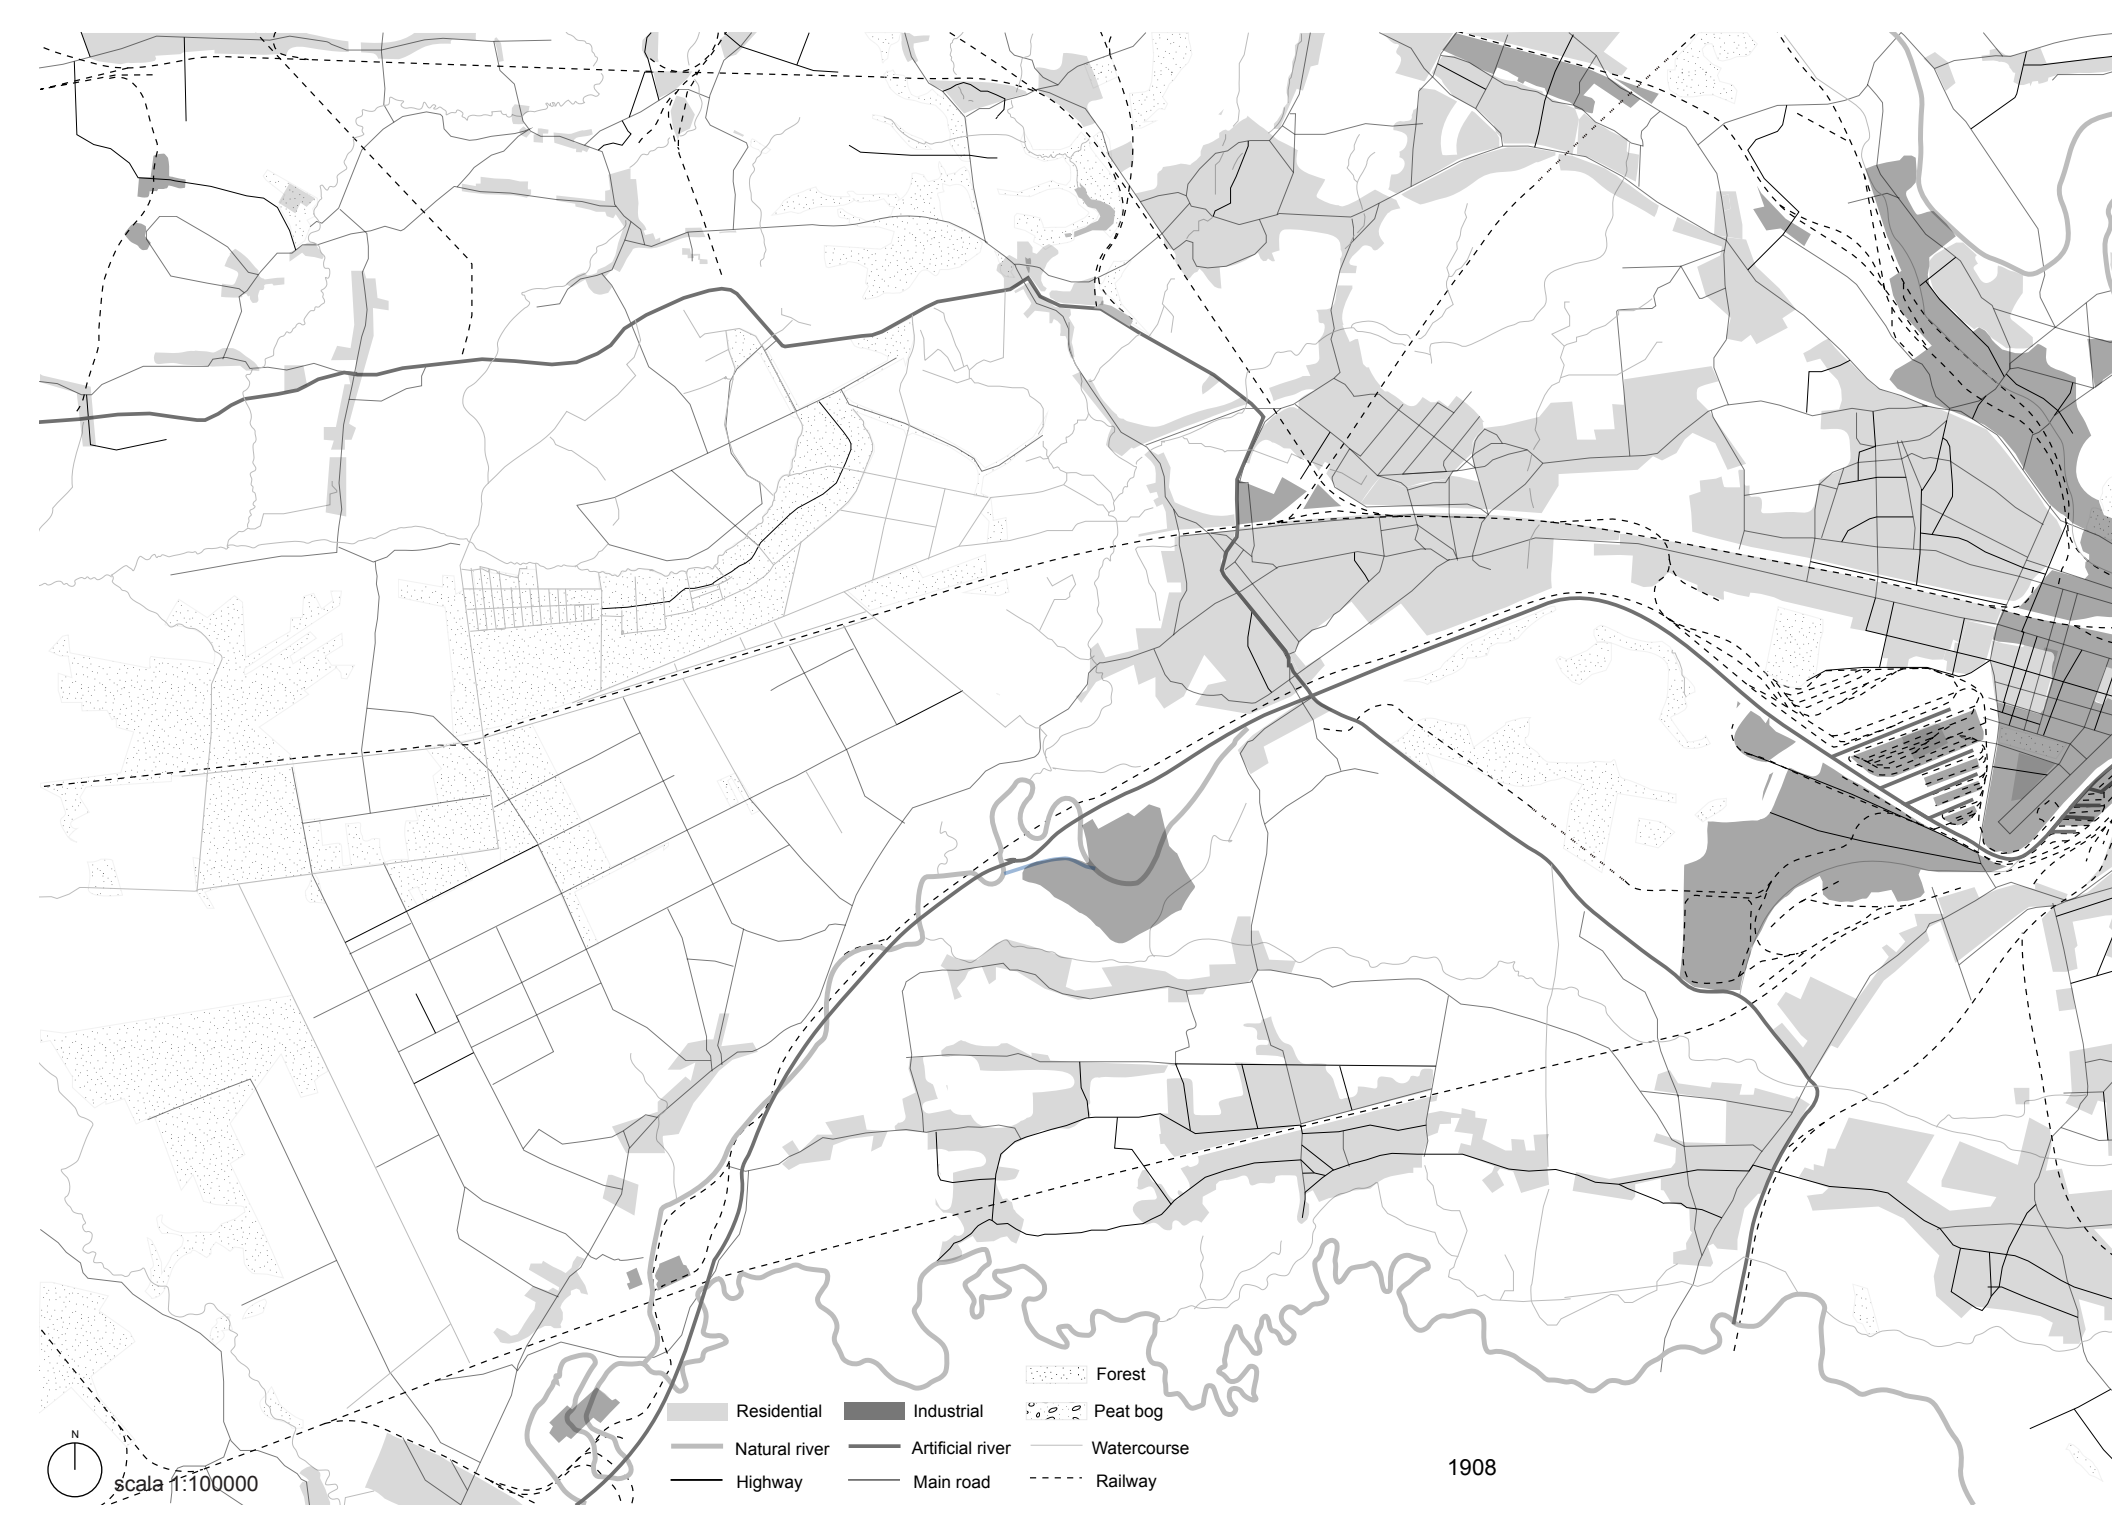 Forest
Residential Industrial Peat bog
Natural river Artificial river Watercourse
Highway Main road Railway
N
scala 1:100000
1908